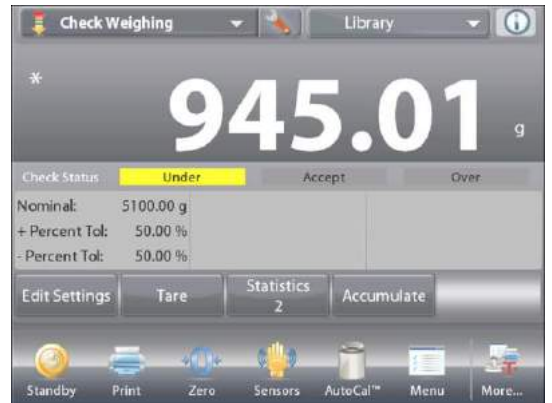 Check Weighing Library
*
945.01 g
Check Status Under Accept Over
Nominal: 5100.00 g
+ Percent Tol: 50.00 %
- Percent Tol: 50.00 %
Edit Settings Tare Statistics 2 Accumulate
Standby Print Zero Sensors AutoCal™ Menu More...